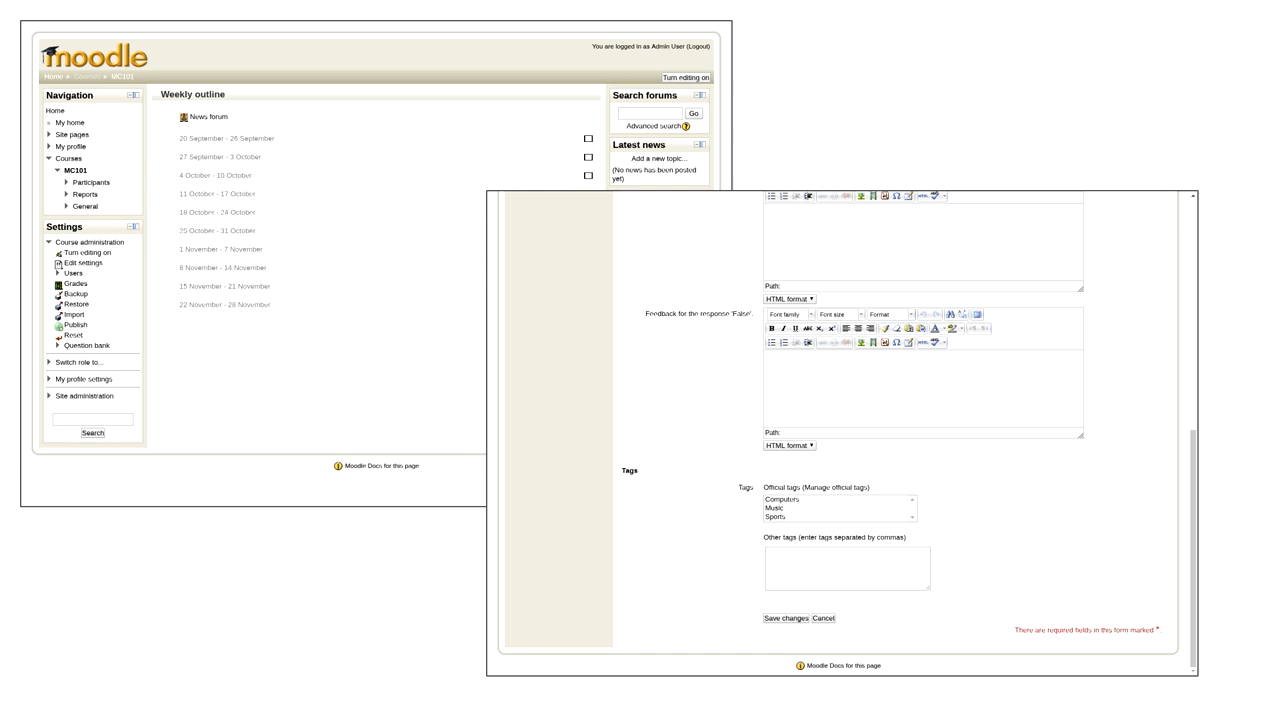 moodle
You are logged in as Admin User (Logout)
Home ► Courses ► MC101
Turn editing on
Navigation
Home
My home
Site pages
My profile
Courses
MC101
Participants
Reports
General
Settings
Course administration
Turn editing on
Edit settings
Users
Grades
Backup
Restore
Import
Publish
Reset
Question bank
Switch role to...
My profile settings
Site administration
Search
Weekly outline
News forum
20 September - 26 September
27 September - 3 October
4 October - 10 October
11 October - 17 October
18 October - 24 October
25 October - 31 October
1 November - 7 November
8 November - 14 November
15 November - 21 November
22 November - 28 November
Search forums
Go
Advanced search
Latest news
Add a new topic...
(No news has been posted
yet)
Moodle Docs for this page
HTML
Path:
HTML format
Feedback for the response 'False'.
Font family Font size Format
B I U ABC X₂ X² A
Ω HTML
Path:
HTML format
Tags
Tags Official tags (Manage official tags)
Computers
Music
Sports
Other tags (enter tags separated by commas)
Save changes Cancel
There are required fields in this form marked *.
Moodle Docs for this page